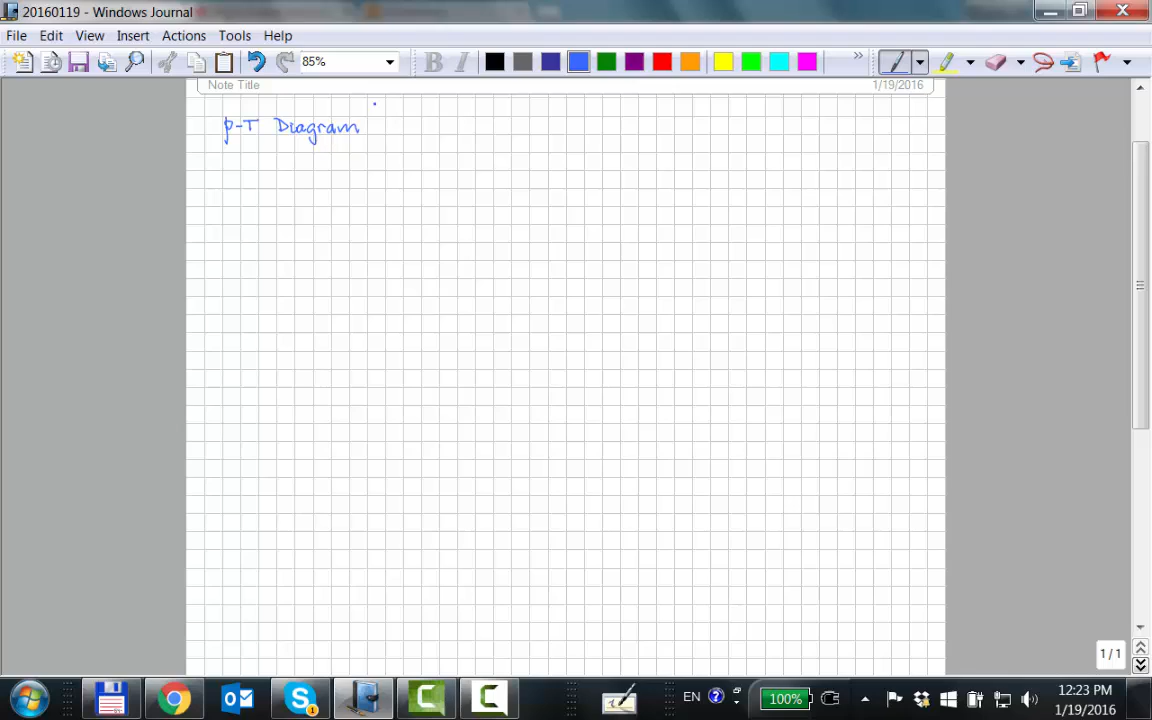 20160119 - Windows Journal
File Edit View Insert Actions Tools Help
85% B I
Note Title 1/19/2016
p-T Diagram
1 / 1
EN 100% 12:23 PM
1/19/2016